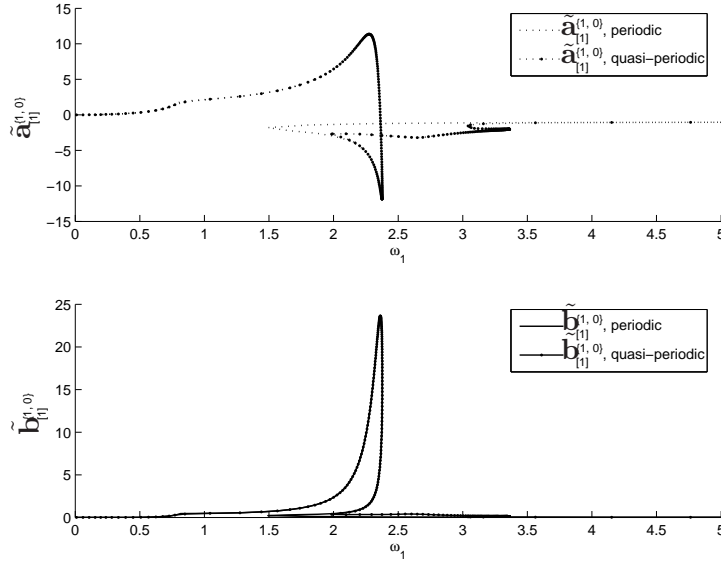 15
10
5
0
−5
−10
−15
ã[1]{1, 0}
ã[1]{1, 0}, periodic
ã[1]{1, 0}, quasi−periodic
0 0.5 1 1.5 2 2.5 3 3.5 4 4.5 5
ω1
25
20
15
10
5
0
b̃[1]{1, 0}
b̃[1]{1, 0}, periodic
b̃[1]{1, 0}, quasi−periodic
0 0.5 1 1.5 2 2.5 3 3.5 4 4.5 5
ω1